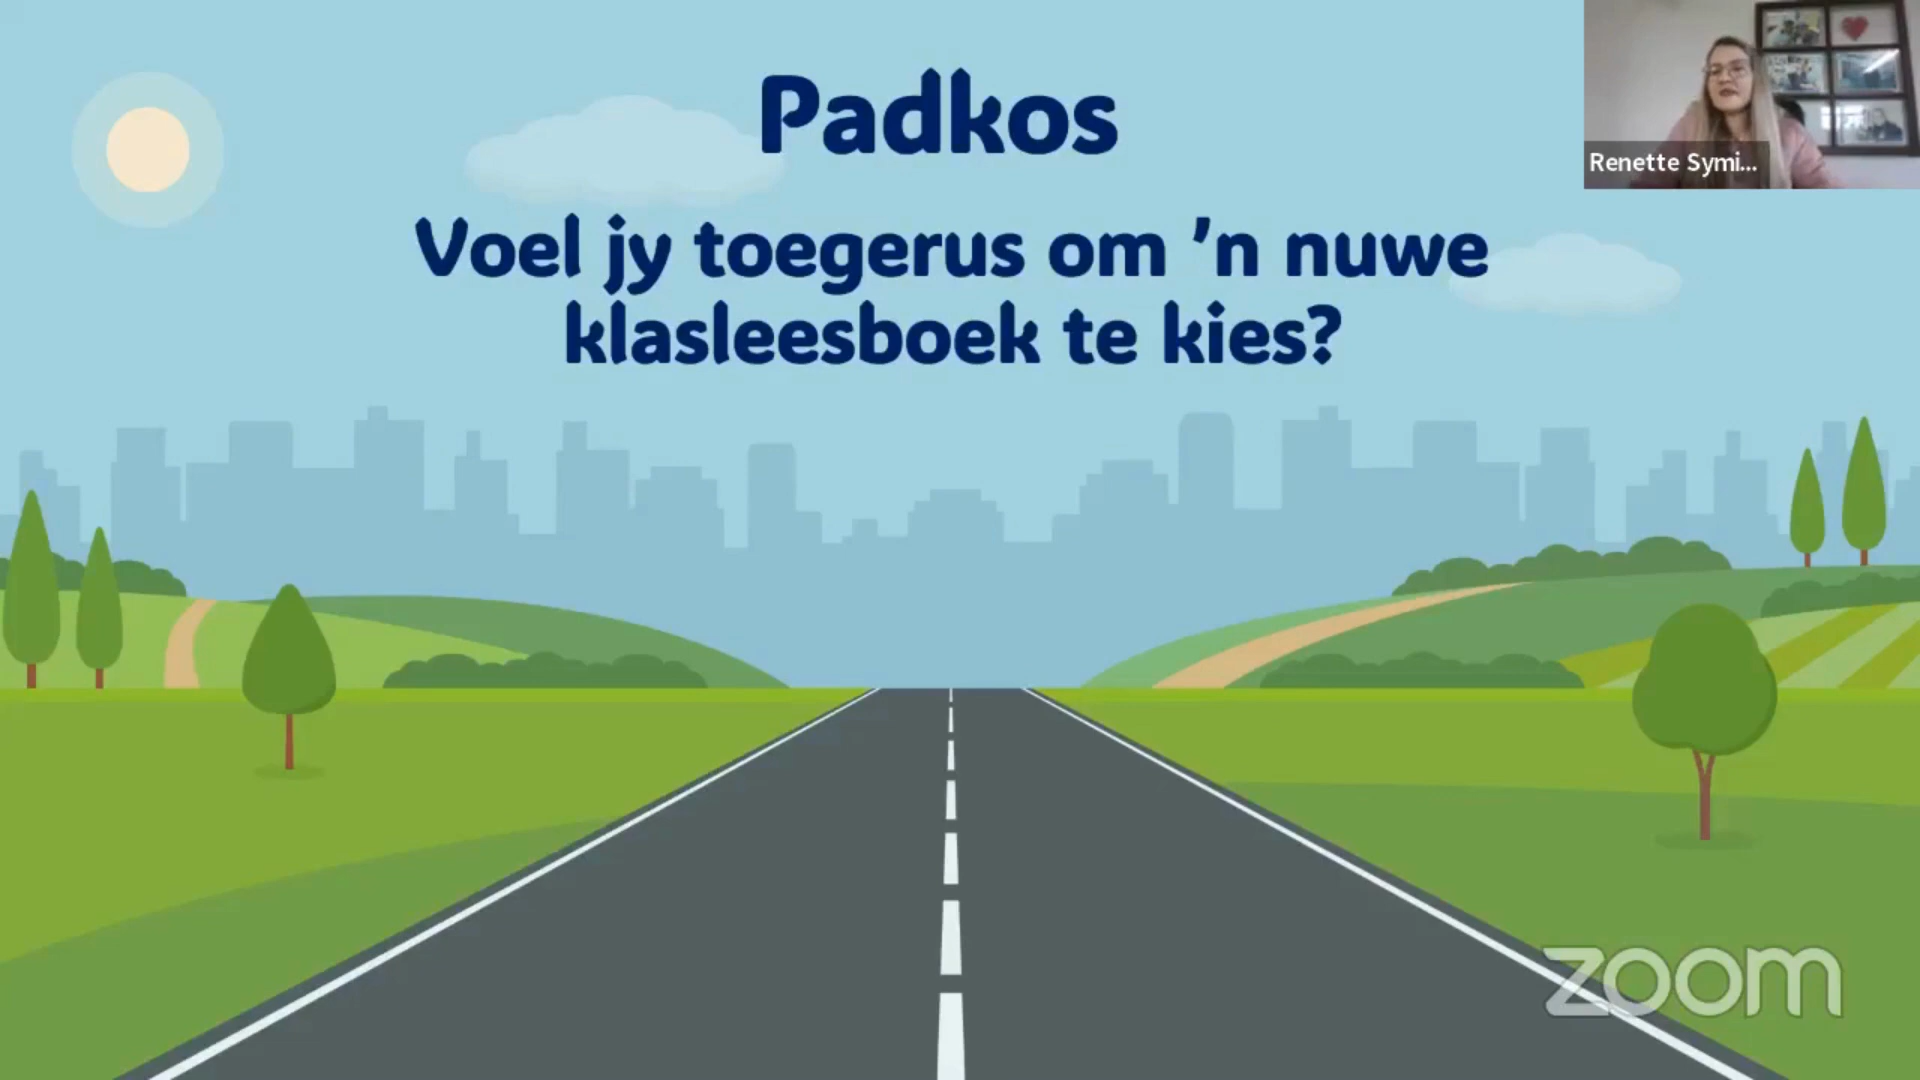 Padkos
Voel jy toegerus om ’n nuwe
klasleesboek te kies?
Renette Symi...
zoom